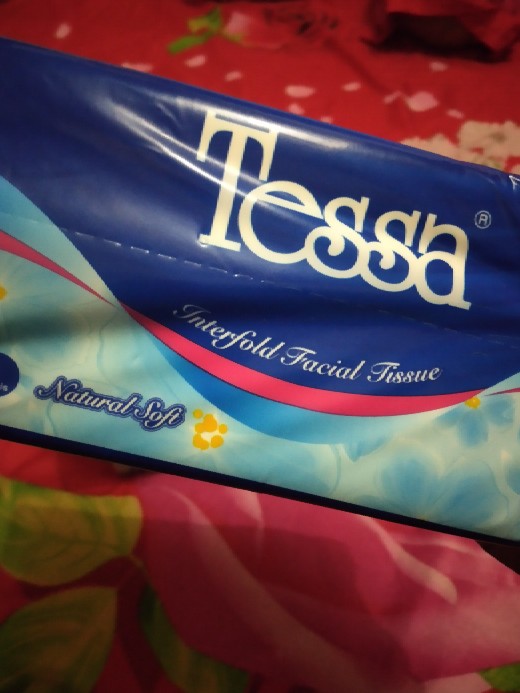 Tessa®
Interfold Facial Tissue
Natural Soft